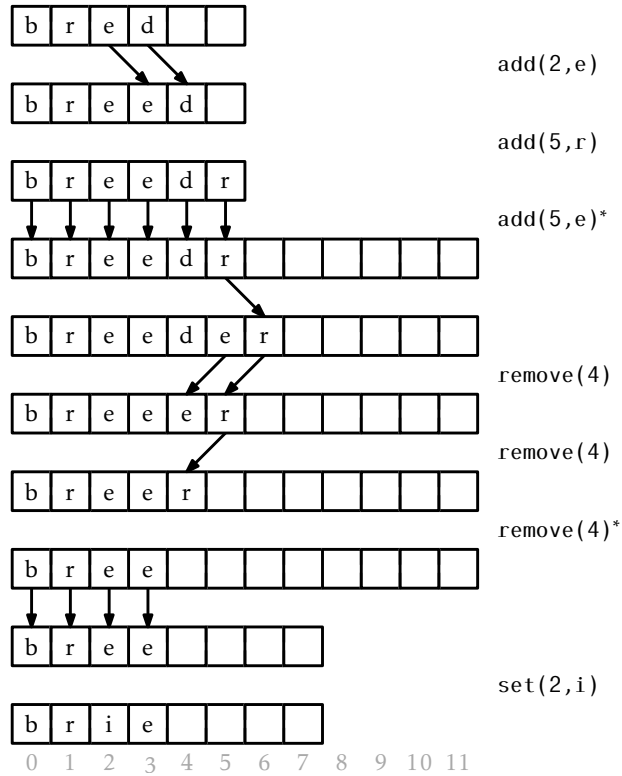 b r e d
add(2,e)
b r e e d
add(5,r)
b r e e d r
add(5,e)*
b r e e d r
b r e e d e r
remove(4)
b r e e e r
remove(4)
b r e e r
remove(4)*
b r e e
b r e e
set(2,i)
b r i e
0 1 2 3 4 5 6 7 8 9 10 11